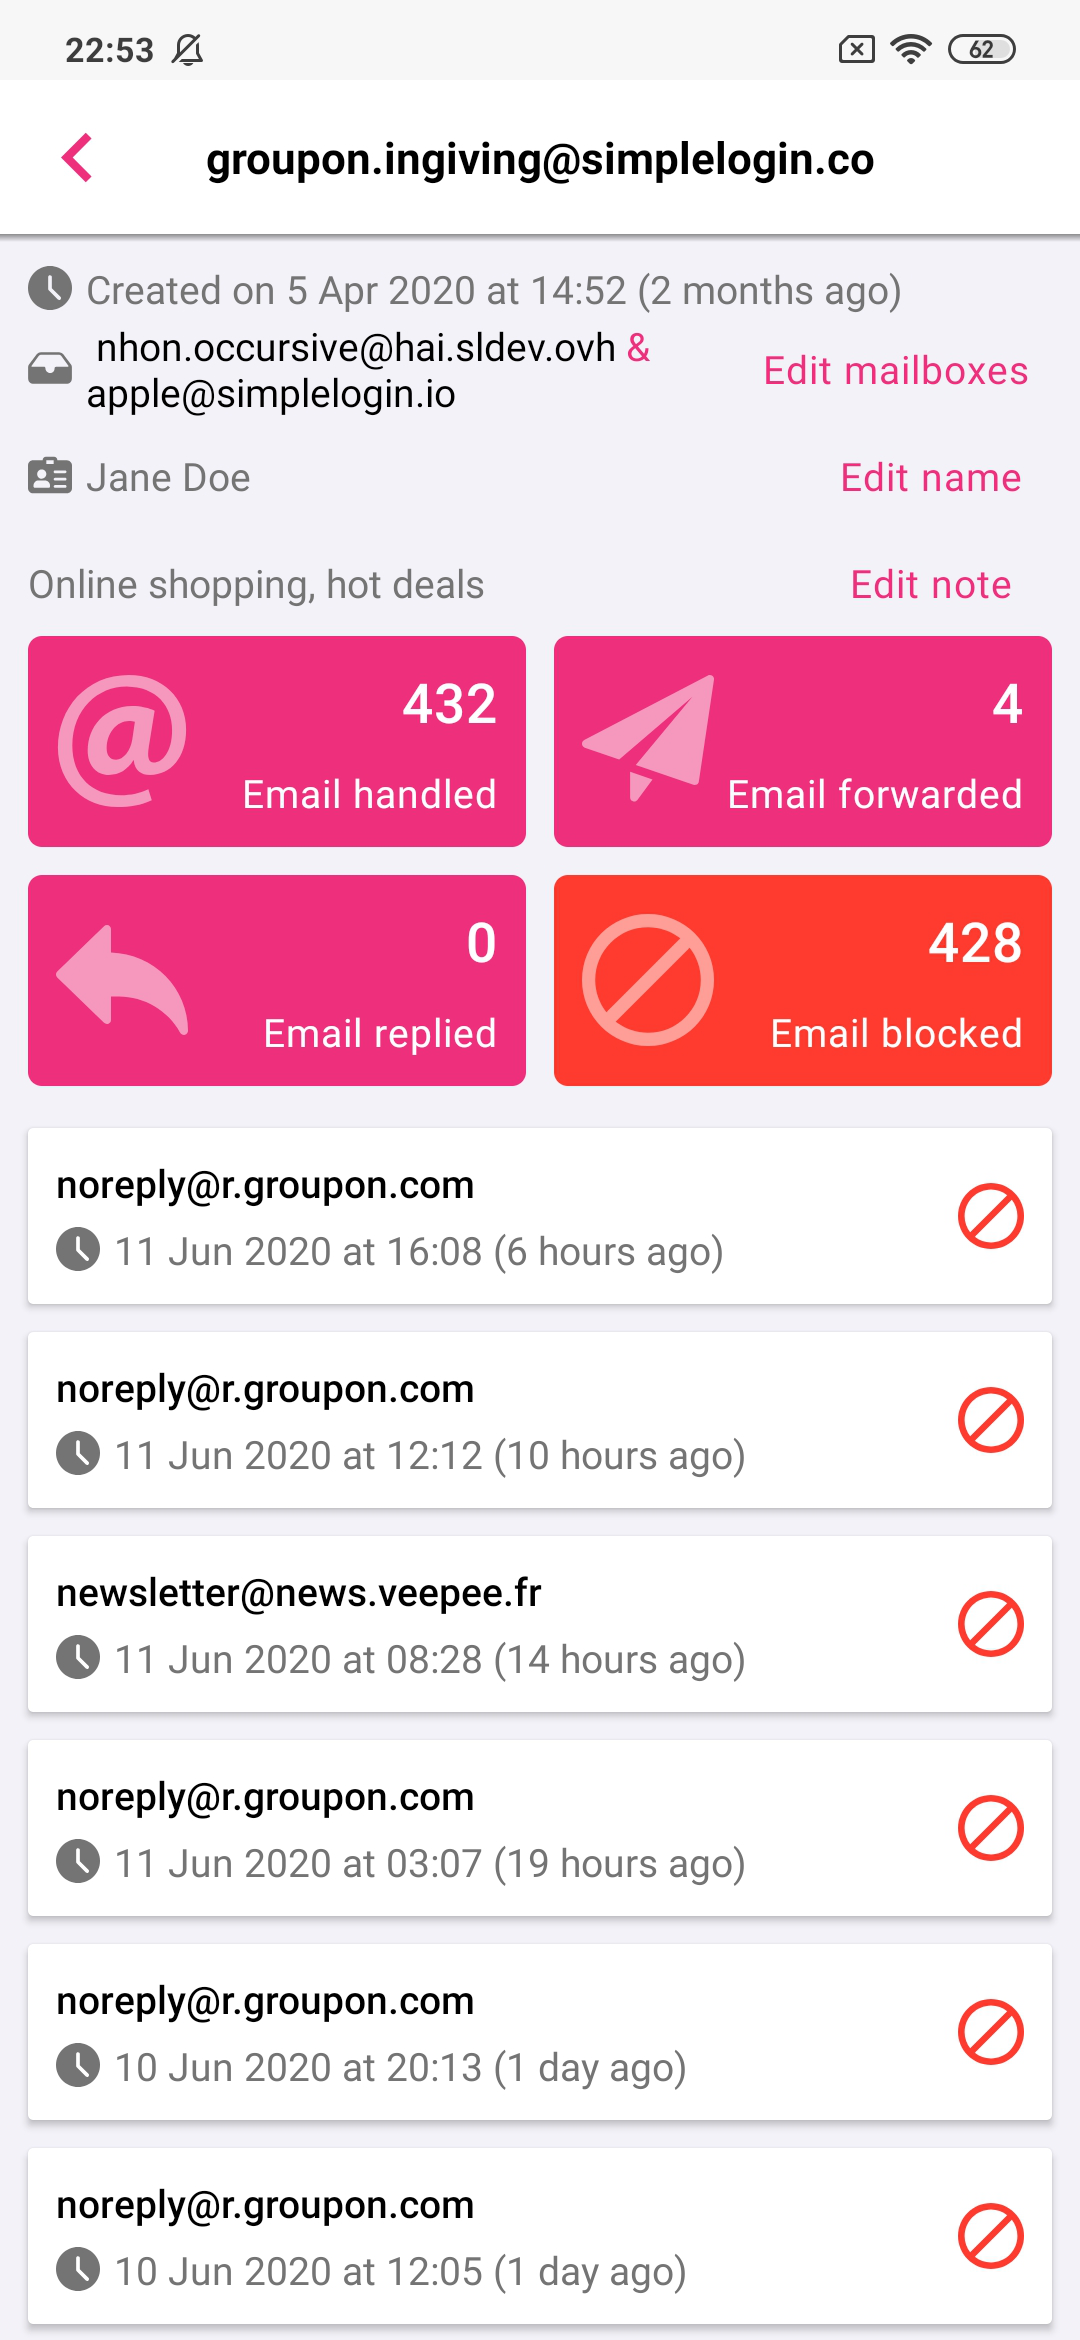 22:53
62
groupon.ingiving@simplelogin.co
Created on 5 Apr 2020 at 14:52 (2 months ago)
nhon.occursive@hai.sldev.ovh &
apple@simplelogin.io
Edit mailboxes
Jane Doe
Edit name
Online shopping, hot deals
Edit note
432
Email handled
4
Email forwarded
0
Email replied
428
Email blocked
noreply@r.groupon.com
11 Jun 2020 at 16:08 (6 hours ago)
noreply@r.groupon.com
11 Jun 2020 at 12:12 (10 hours ago)
newsletter@news.veepee.fr
11 Jun 2020 at 08:28 (14 hours ago)
noreply@r.groupon.com
11 Jun 2020 at 03:07 (19 hours ago)
noreply@r.groupon.com
10 Jun 2020 at 20:13 (1 day ago)
noreply@r.groupon.com
10 Jun 2020 at 12:05 (1 day ago)